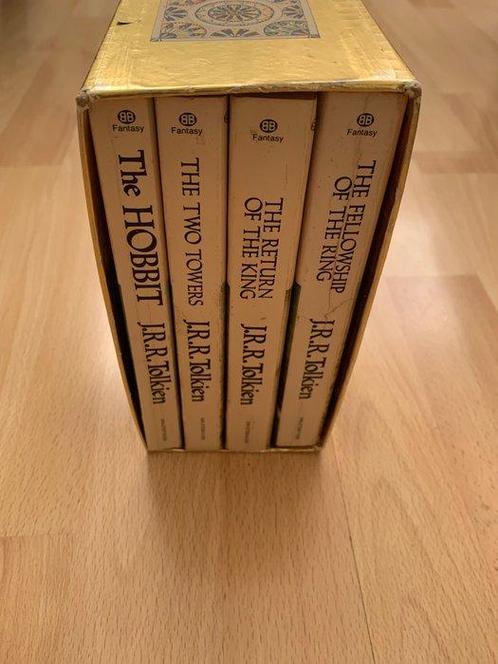 BB
Fantasy
The HOBBIT
J.R.R. Tolkien
BB
Fantasy
THE TWO TOWERS
J.R.R. Tolkien
BB
Fantasy
THE RETURN
OF THE KING
J.R.R. Tolkien
BB
Fantasy
THE FELLOWSHIP
OF THE RING
J.R.R. Tolkien